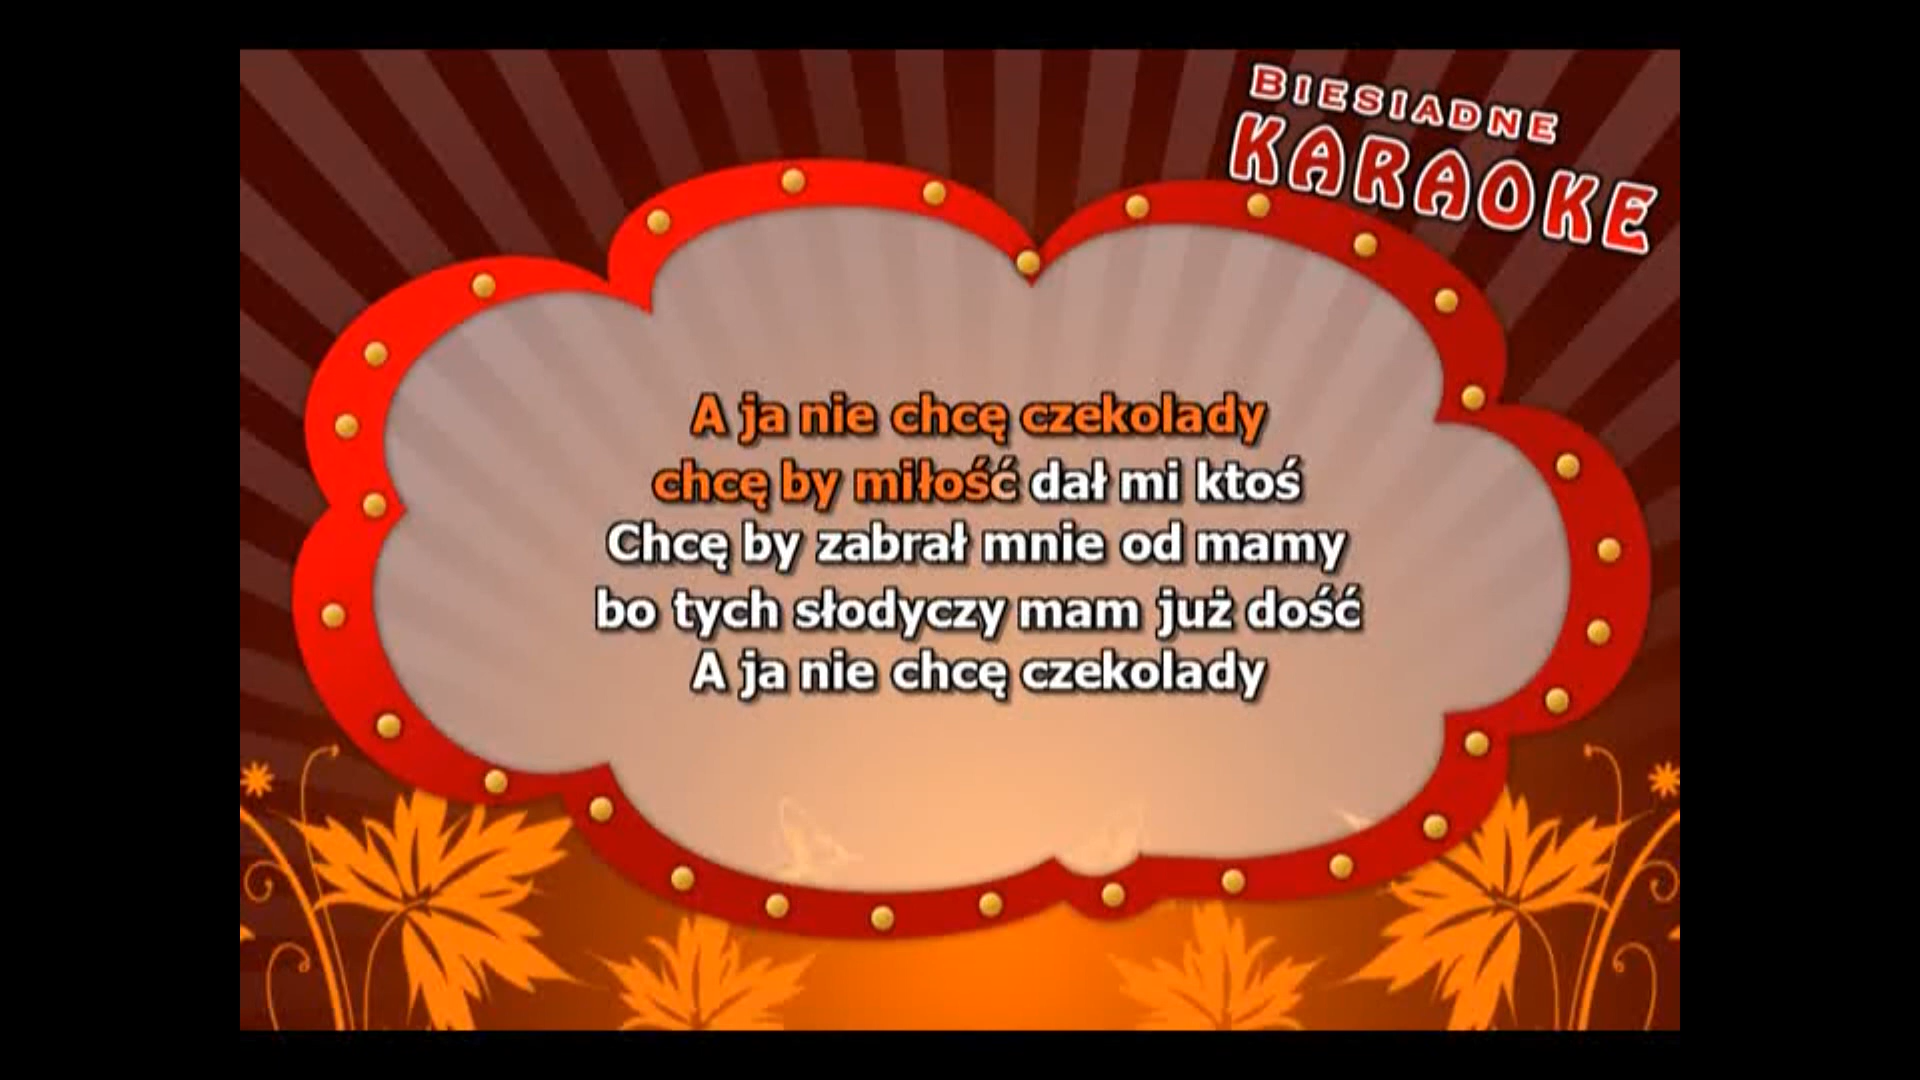 BIESIADNE
KARAOKE
A ja nie chcę czekolady
chcę by miłość dał mi ktoś
Chcę by zabrał mnie od mamy
bo tych słodyczy mam już dość
A ja nie chcę czekolady